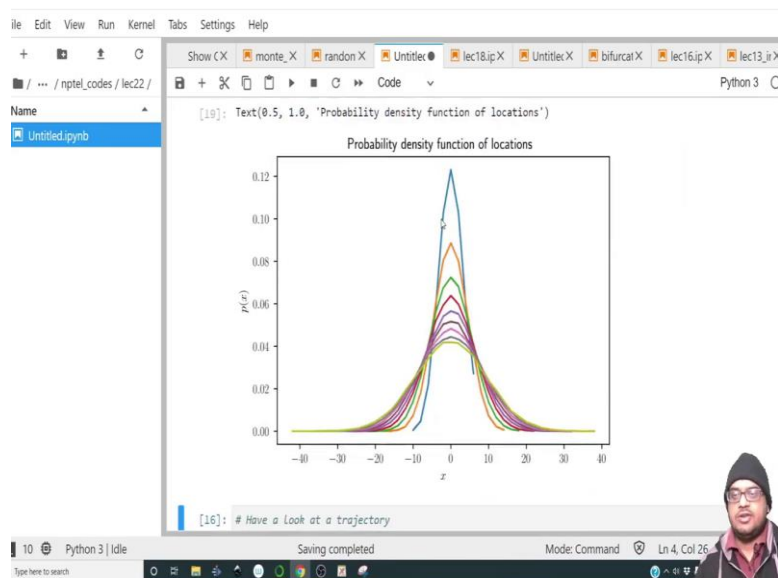 ile Edit View Run Kernel Tabs Settings Help
Show C X monte_ X randon X Untitlec lec18.ip X Untitlec X bifurcat X lec16.ip X lec13_ir X
Code Python 3
/ ··· / nptel_codes / lec22 /
Name
Untitled.ipynb
[19]: Text(0.5, 1.0, 'Probability density function of locations')
Probability density function of locations
0.12
0.10
0.08
0.06
0.04
0.02
0.00
p(x)
−40 −30 −20 −10 0 10 20 30 40
x
[16]: # Have a look at a trajectory
10 Python 3 | Idle Saving completed Mode: Command Ln 4, Col 26
Type here to search